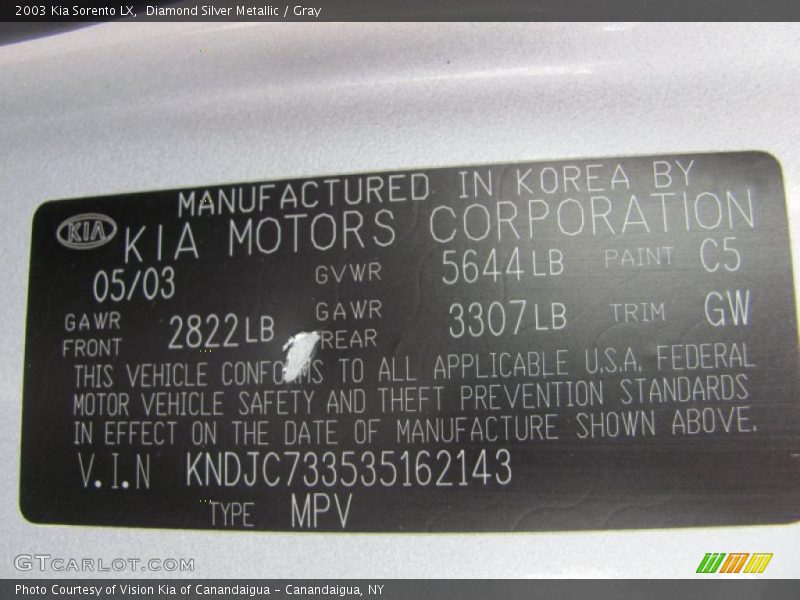 2003 Kia Sorento LX,  Diamond Silver Metallic / Gray
MANUFACTURED IN KOREA BY
KIA KIA MOTORS CORPORATION
05/03 GVWR 5644LB PAINT C5
GAWR FRONT 2822LB GAWR REAR 3307LB TRIM GW
THIS VEHICLE CONFORMS TO ALL APPLICABLE U.S.A. FEDERAL
MOTOR VEHICLE SAFETY AND THEFT PREVENTION STANDARDS
IN EFFECT ON THE DATE OF MANUFACTURE SHOWN ABOVE.
V.I.N KNDJC733535162143
TYPE MPV
GTCARLOT.COM
Photo Courtesy of Vision Kia of Canandaigua - Canandaigua, NY